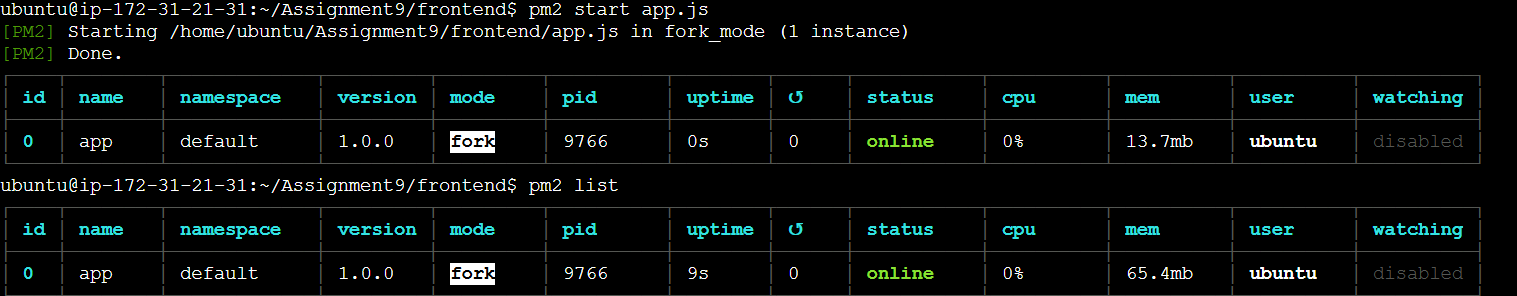 ubuntu@ip-172-31-21-31:~/Assignment9/frontend$ pm2 start app.js
[PM2] Starting /home/ubuntu/Assignment9/frontend/app.js in fork_mode (1 instance)
[PM2] Done.
id name namespace version mode pid uptime ↺ status cpu mem user watching
0 app default 1.0.0 fork 9766 0s 0 online 0% 13.7mb ubuntu disabled
ubuntu@ip-172-31-21-31:~/Assignment9/frontend$ pm2 list
id name namespace version mode pid uptime ↺ status cpu mem user watching
0 app default 1.0.0 fork 9766 9s 0 online 0% 65.4mb ubuntu disabled